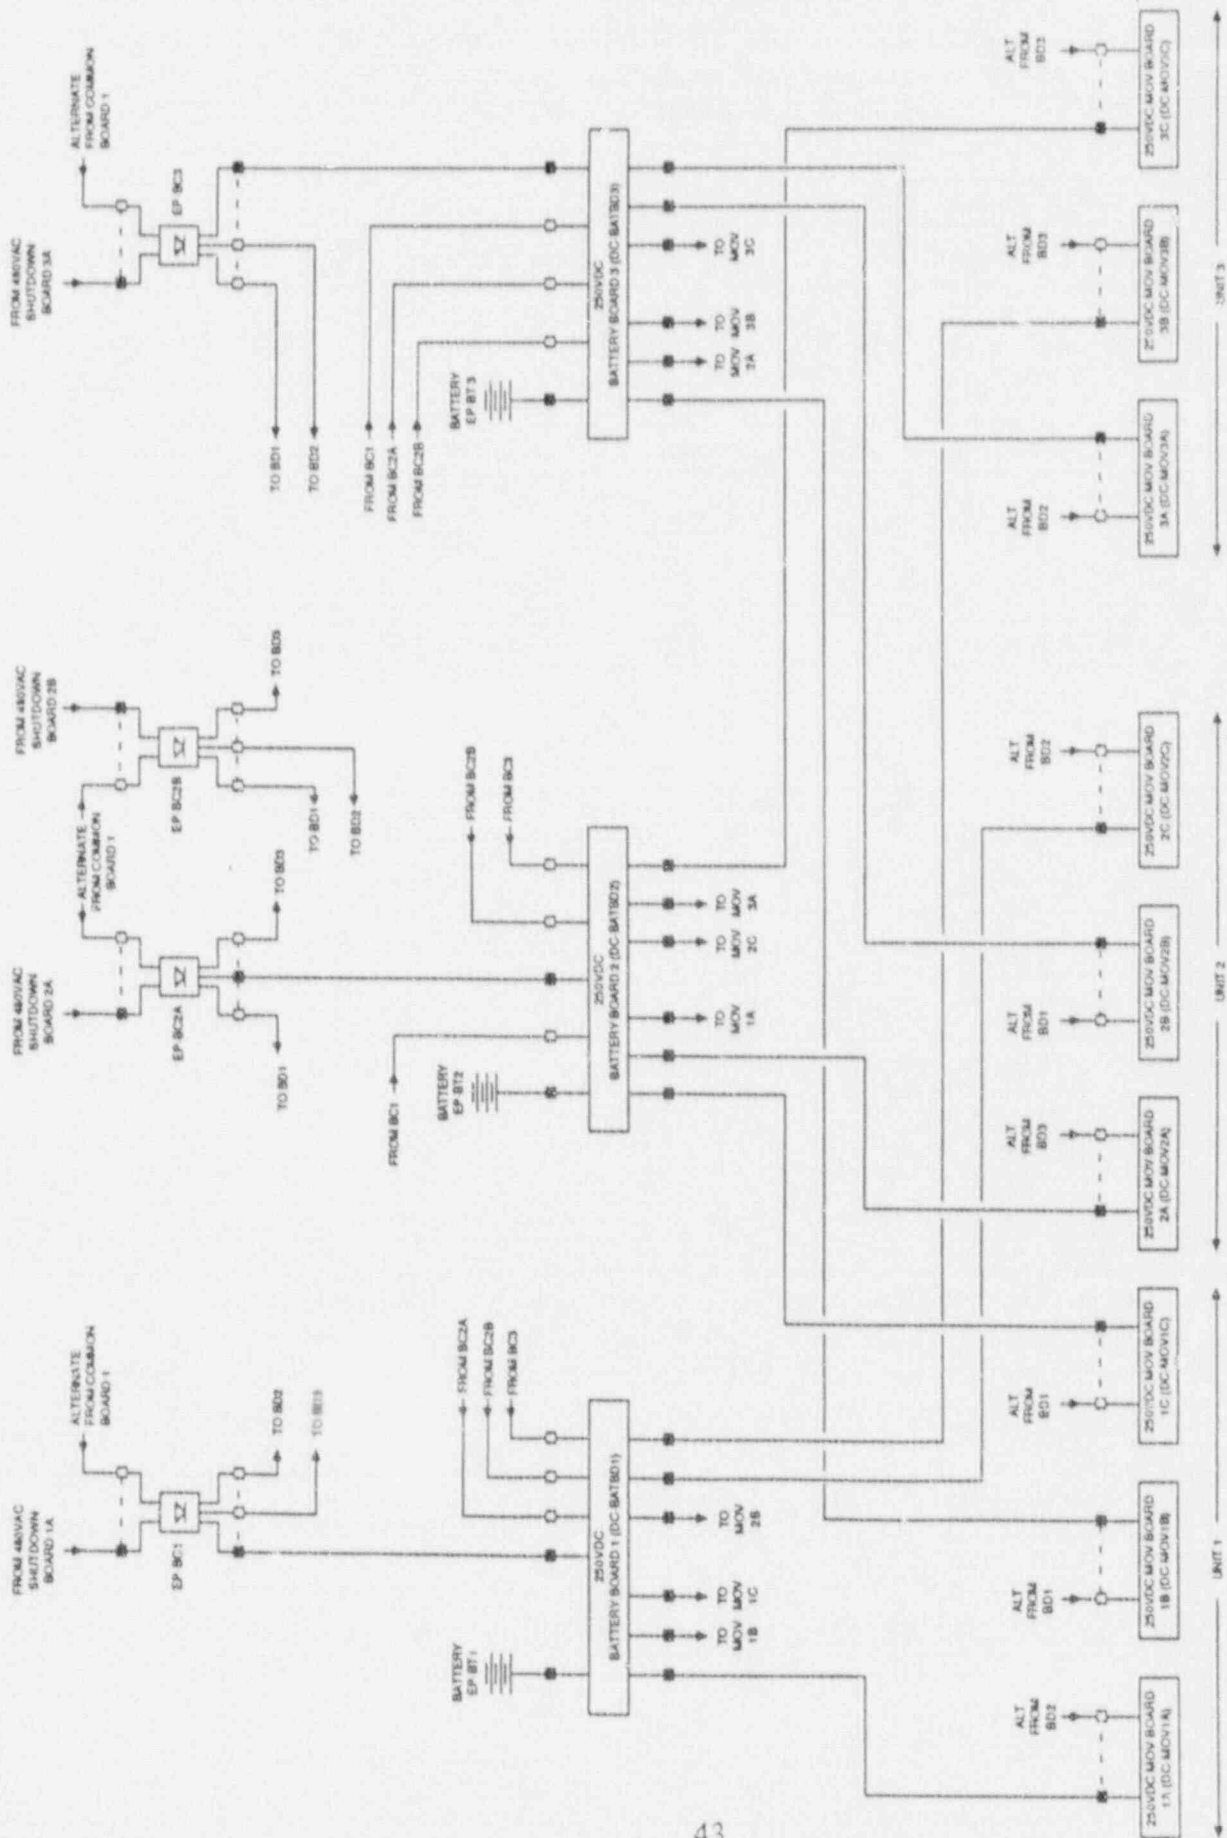 FROM 480VAC
SHUTDOWN
BOARD 1A
ALTERNATE
FROM COMMON
BOARD 1
EP BC1
TO BD2
TO BD3
FROM 480VAC
SHUTDOWN
BOARD 2A
ALTERNATE
FROM COMMON
BOARD 1
FROM 480VAC
SHUTDOWN
BOARD 2B
EP BC2A
EP BC2B
TO BD1
TO BD3
TO BD1
TO BD2
TO BD3
FROM 480VAC
SHUTDOWN
BOARD 3A
ALTERNATE
FROM COMMON
BOARD 1
EP BC3
TO BD1
TO BD2
BATTERY
EP BT1
FROM BC2A
FROM BC2B
FROM BC3
250VDC
BATTERY BOARD 1 (DC-BATBD1)
TO
MOV
1B
TO
MOV
1C
TO
MOV
2B
FROM BC1
BATTERY
EP BT2
FROM BC2B
FROM BC3
250VDC
BATTERY BOARD 2 (DC-BATBD2)
TO
MOV
1A
TO
MOV
2C
TO
MOV
3A
FROM BC1
FROM BC2A
FROM BC2B
BATTERY
EP BT3
250VDC
BATTERY BOARD 3 (DC-BATBD3)
TO
MOV
2A
TO
MOV
3B
TO
MOV
3C
ALT
FROM
BD2
250VDC MOV BOARD
1A (DC-MOV1A)
ALT
FROM
BD1
250VDC MOV BOARD
1B (DC-MOV1B)
ALT
FROM
BD1
250VDC MOV BOARD
1C (DC-MOV1C)
ALT
FROM
BD3
250VDC MOV BOARD
2A (DC-MOV2A)
ALT
FROM
BD1
250VDC MOV BOARD
2B (DC-MOV2B)
ALT
FROM
BD2
250VDC MOV BOARD
2C (DC-MOV2C)
ALT
FROM
BD2
250VDC MOV BOARD
3A (DC-MOV3A)
ALT
FROM
BD3
250VDC MOV BOARD
3B (DC-MOV3B)
ALT
FROM
BD3
250VDC MOV BOARD
3C (DC-MOV3C)
UNIT 1
UNIT 2
UNIT 3
43